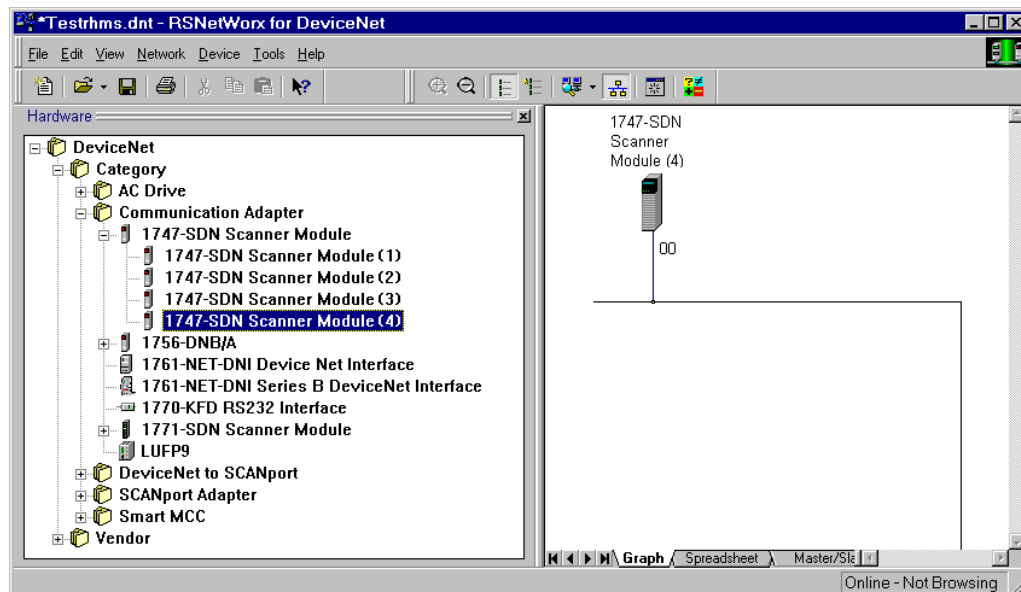 *Testrhms.dnt - RSNetWorx for DeviceNet
File Edit View Network Device Tools Help
Hardware
DeviceNet
Category
AC Drive
Communication Adapter
1747-SDN Scanner Module
1747-SDN Scanner Module (1)
1747-SDN Scanner Module (2)
1747-SDN Scanner Module (3)
1747-SDN Scanner Module (4)
1756-DNB/A
1761-NET-DNI Device Net Interface
1761-NET-DNI Series B DeviceNet Interface
1770-KFD RS232 Interface
1771-SDN Scanner Module
LUFP9
DeviceNet to SCANport
SCANport Adapter
Smart MCC
Vendor
1747-SDN
Scanner
Module (4)
00
Graph Spreadsheet Master/Sla
Online - Not Browsing